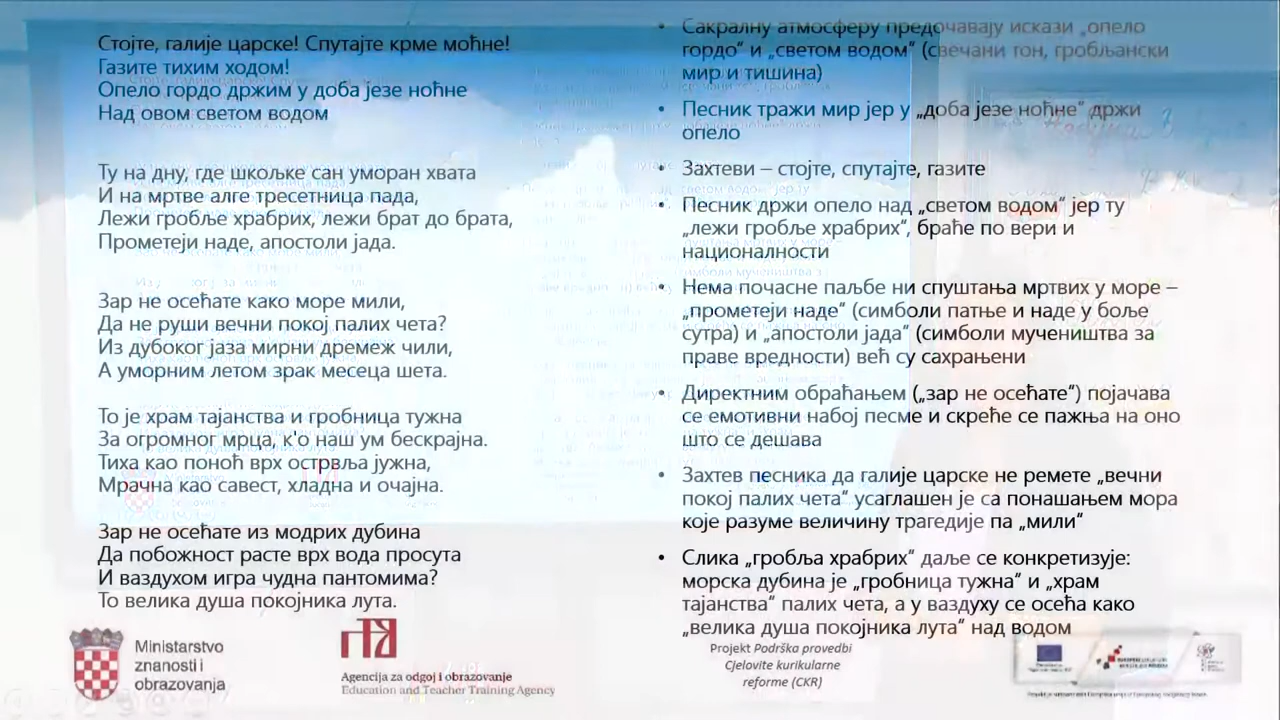 Стојте, галије царске! Спутајте крме моћне!
Газите тихим ходом!
Опело гордо држим у доба језе ноћне
Над овом светом водом
Ту на дну, где шкољке сан уморан хвата
И на мртве алге тресетница пада,
Лежи гробље храбрих, лежи брат до брата,
Прометеји наде, апостоли јада.
Зар не осећате како море мили,
Да не руши вечни покој палих чета?
Из дубоког јаза мирни дремеж чили,
А уморним летом зрак месеца шета.
То је храм тајанства и гробница тужна
За огромног мрца, к'о наш ум бескрајна.
Тиха као поноћ врх острвља јужна,
Мрачна као савест, хладна и очајна.
Зар не осећате из модрих дубина
Да побожност расте врх вода просута
И ваздухом игра чудна пантомима?
То велика душа покојника лута.
• Сакралну атмосферу предочавају искази „опело
гордо“ и „светом водом“ (свечани тон, гробљански
мир и тишина)
• Песник тражи мир јер у „доба језе ноћне“ држи
опело
• Захтеви – стојте, спутајте, газите
• Песник држи опело над „светом водом“ јер ту
„лежи гробље храбрих“, браће по вери и
националности
• Нема почасне паљбе ни спуштања мртвих у море –
„прометеји наде“ (симболи патње и наде у боље
сутра) и „апостоли јада“ (симболи мучеништва за
праве вредности) већ су сахрањени
• Директним обраћањем („зар не осећате“) појачава
се емотивни набој песме и скреће се пажња на оно
што се дешава
• Захтев песника да галије царске не ремете „вечни
покој палих чета“ усаглашен је са понашањем мора
које разуме величину трагедије па „мили“
• Слика „гробља храбрих“ даље се конкретизује:
морска дубина је „гробница тужна“ и „храм
тајанства“ палих чета, а у ваздуху се осећа како
„велика душа покојника лута“ над водом
Ministarstvo
znanosti i
obrazovanja
Agencija za odgoj i obrazovanje
Education and Teacher Training Agency
Projekt Podrška provedbi
Cjelovite kurikularne
reforme (CKR)